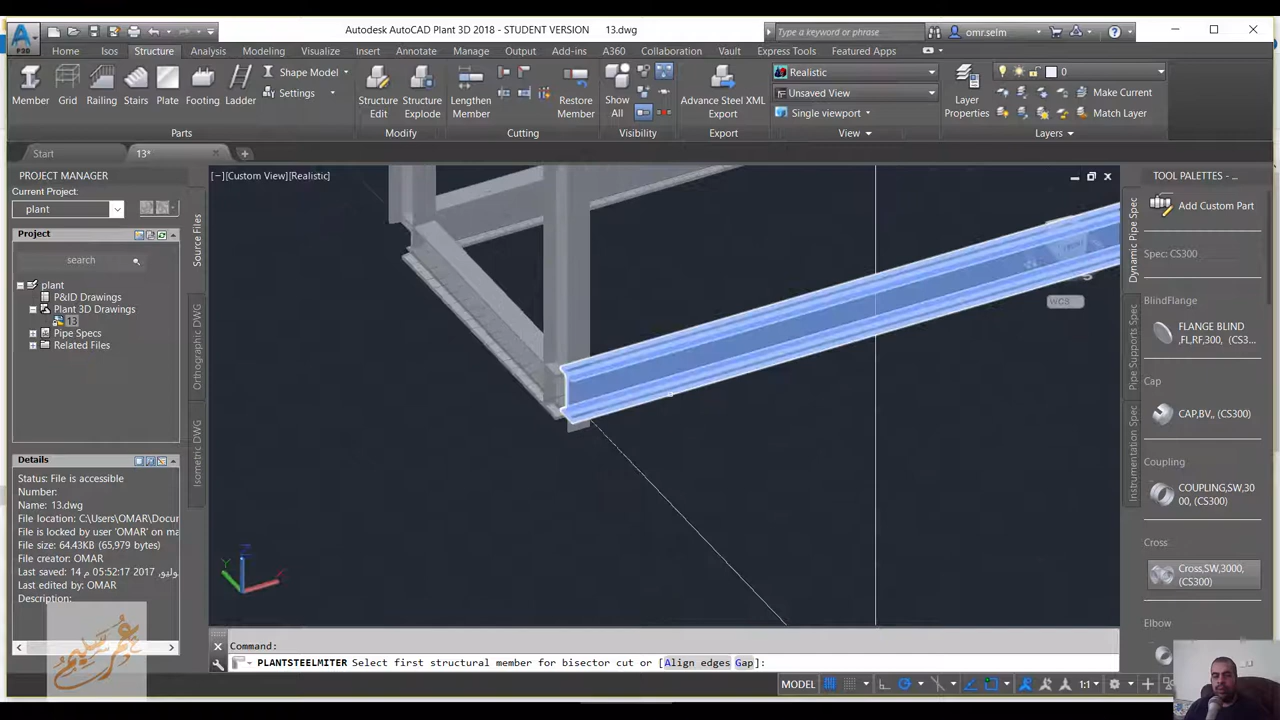 Autodesk AutoCAD Plant 3D 2018 - STUDENT VERSION 13.dwg
Type a keyword or phrase
omr.selm
P3D
Home Isos Structure Analysis Modeling Visualize Insert Annotate Manage Output Add-ins A360 Collaboration Vault Express Tools Featured Apps
Member Grid Railing Stairs Plate Footing Ladder
Shape Model
Settings
Structure Edit
Structure Explode
Lengthen Member
Restore Member
Show All
Advance Steel XML Export
Realistic
Unsaved View
Single viewport
Layer Properties
0
Make Current
Match Layer
Parts Modify Cutting Visibility Export View Layers
Start 13*
PROJECT MANAGER
Current Project:
plant
Project
search
plant
P&ID Drawings
Plant 3D Drawings
13
Pipe Specs
Related Files
Source Files
Orthographic DWG
Isometric DWG
Details
Status: File is accessible
Number:
Name: 13.dwg
File location: C:\Users\OMAR\Docur
File is locked by user 'OMAR' on ma
File size: 64.43KB (65,979 bytes)
File creator: OMAR
Last edited by: OMAR
Description:
[−][Custom View][Realistic]
WCS
Z
Y
Command:
PLANTSTEELMITER Select first structural member for bisector cut or [Align edges Gap]:
MODEL
1:1
TOOL PALETTES - ...
Dynamic Pipe Spec
Pipe Supports Spec
Instrumentation Spec
Add Custom Part
Spec: CS300
BlindFlange
FLANGE BLIND
,FL,RF,300, (CS3...
Cap
CAP,BV,, (CS300)
Coupling
COUPLING,SW,30
00, (CS300)
Cross
Cross,SW,3000,
(CS300)
Elbow